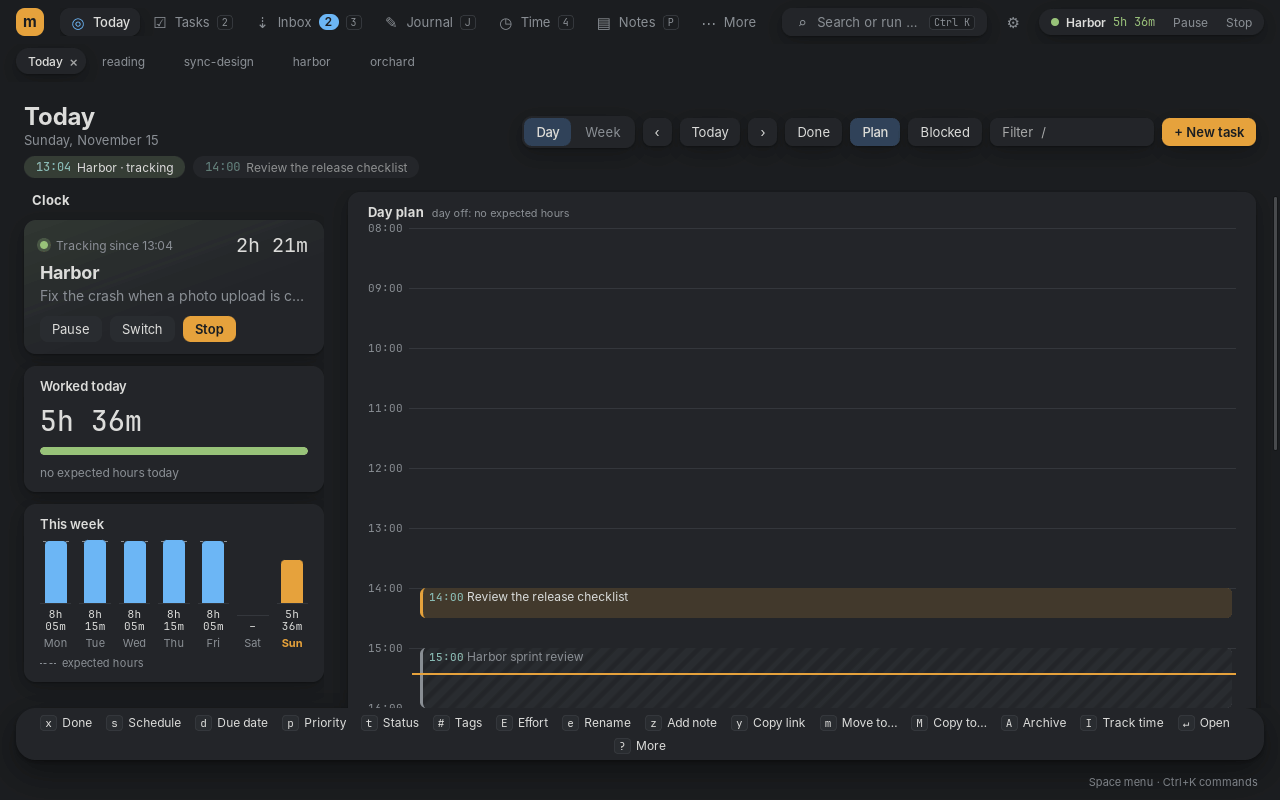 m Today Tasks 2 Inbox 2 3 Journal J Time 4 Notes P More Search or run ... Ctrl K Harbor 5h 36m Pause Stop
Today × reading sync-design harbor orchard
Today
Sunday, November 15
Day Week ‹ Today › Done Plan Blocked Filter / + New task
13:04 Harbor · tracking 14:00 Review the release checklist
Clock
Tracking since 13:04 2h 21m
Harbor
Fix the crash when a photo upload is c...
Pause Switch Stop
Worked today
5h 36m
no expected hours today
This week
8h 8h 8h 8h 8h 5h
05m 15m 05m 15m 05m – 36m
Mon Tue Wed Thu Fri Sat Sun
expected hours
Day plan day off: no expected hours
08:00
09:00
10:00
11:00
12:00
13:00
14:00
14:00 Review the release checklist
15:00
15:00 Harbor sprint review
16:00
x Done s Schedule d Due date p Priority t Status # Tags E Effort e Rename z Add note y Copy link m Move to... M Copy to... A Archive I Track time ↵ Open
? More
Space menu · Ctrl+K commands